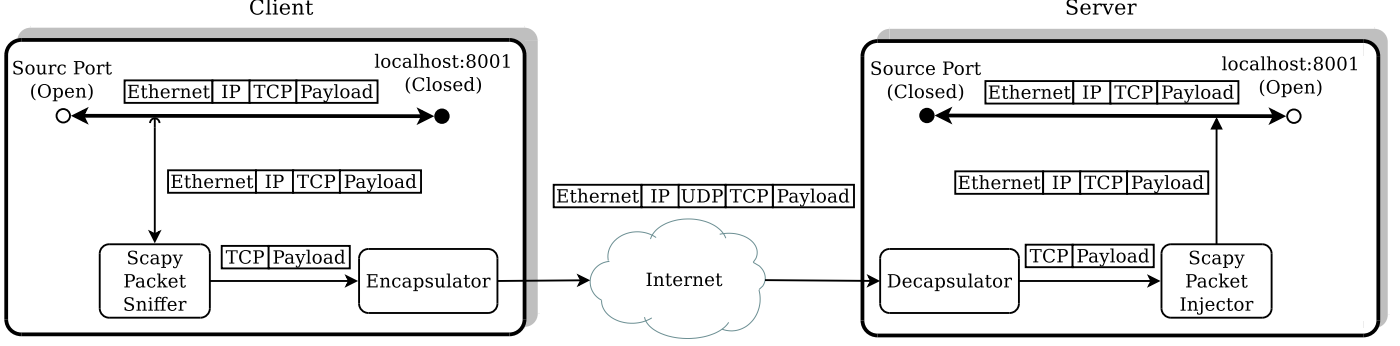 Client
Server
Sourc Port
(Open)
localhost:8001
(Closed)
Ethernet IP TCP Payload
Ethernet IP TCP Payload
Scapy
Packet
Sniffer
TCP Payload
Encapsulator
Ethernet IP UDP TCP Payload
Internet
Source Port
(Closed)
localhost:8001
(Open)
Ethernet IP TCP Payload
Ethernet IP TCP Payload
Decapsulator
TCP Payload
Scapy
Packet
Injector